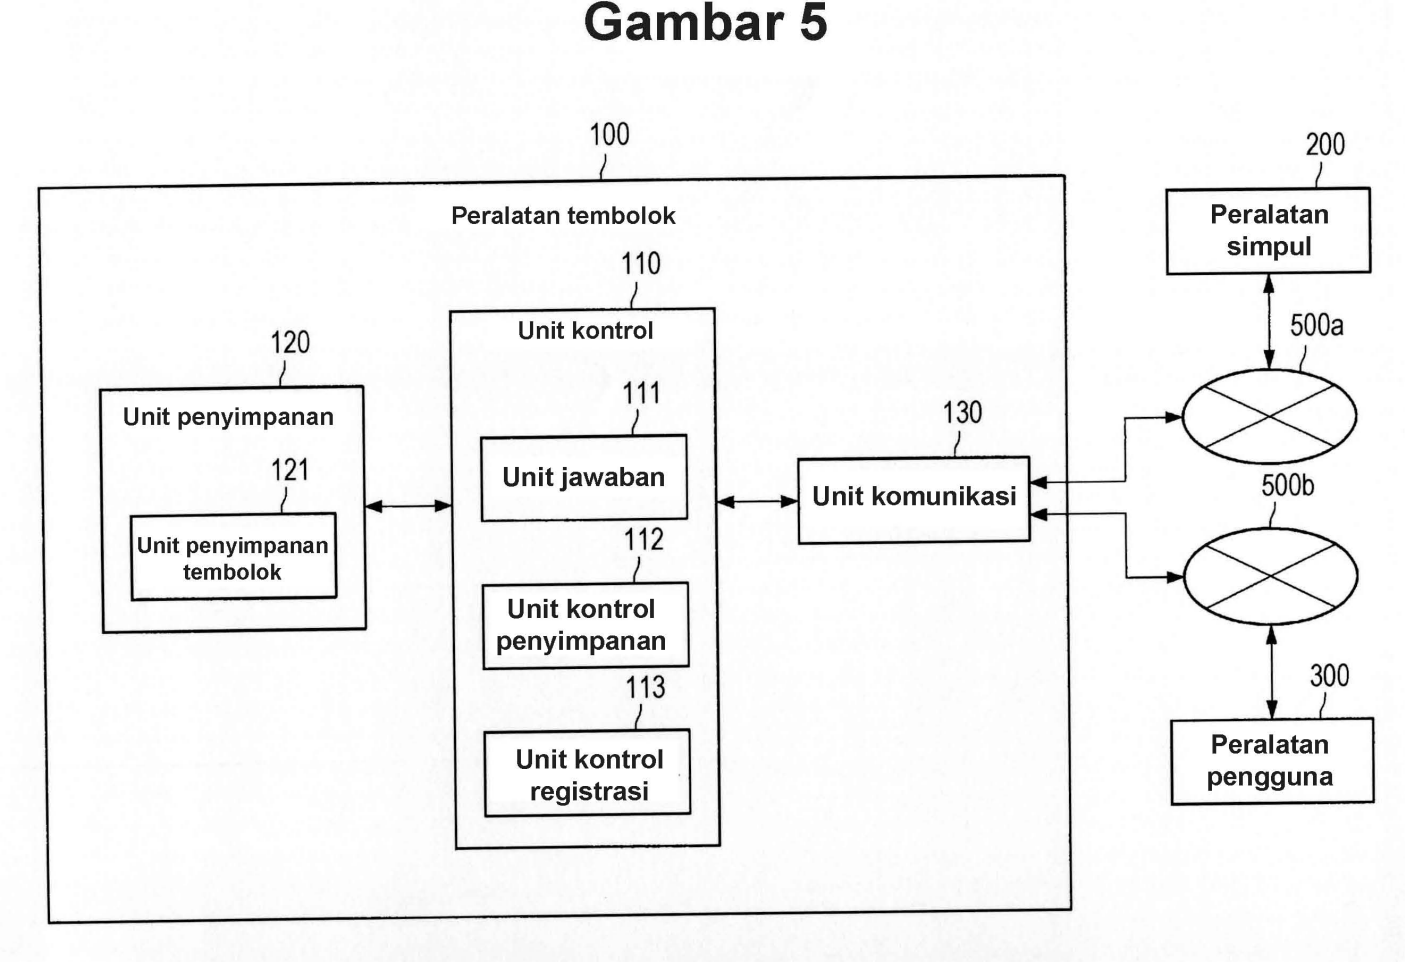 Gambar 5
100
Peralatan tembolok
200
Peralatan
simpul
110
Unit kontrol
120
Unit penyimpanan
121
Unit penyimpanan
tembolok
111
Unit jawaban
112
Unit kontrol
penyimpanan
113
Unit kontrol
registrasi
130
Unit komunikasi
500a
500b
300
Peralatan
pengguna